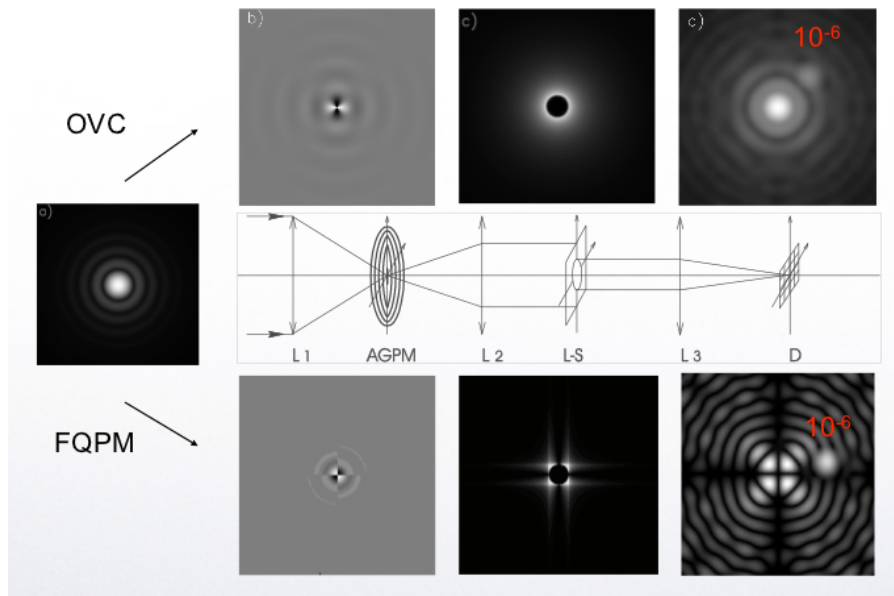 b)
c)
c)
10-6
OVC
a)
L 1
AGPM
L 2
L-S
L 3
D
FQPM
10-6